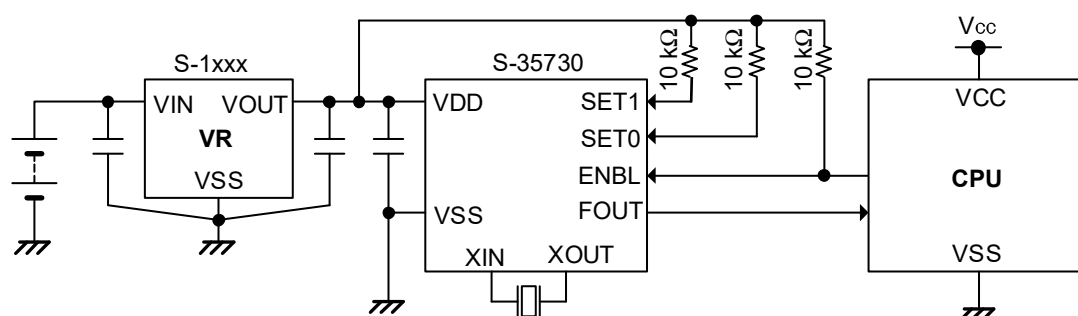 S-1xxx
VIN VOUT
VR
VSS
S-35730
VDD
VSS
SET1
SET0
ENBL
FOUT
XIN XOUT
10 kΩ
10 kΩ
10 kΩ
Vcc
VCC
CPU
VSS